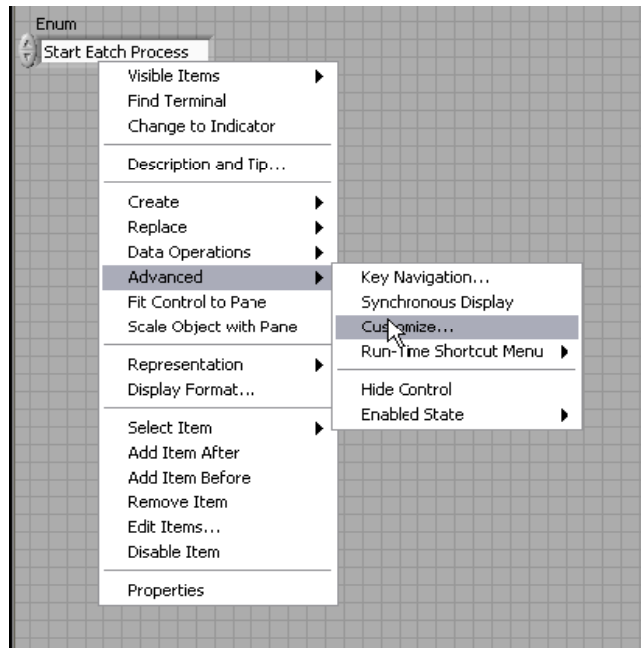 Enum
Start Eatch Process
Visible Items
Find Terminal
Change to Indicator
Description and Tip...
Create
Replace
Data Operations
Advanced
Fit Control to Pane
Scale Object with Pane
Representation
Display Format...
Select Item
Add Item After
Add Item Before
Remove Item
Edit Items...
Disable Item
Properties
Key Navigation...
Synchronous Display
Customize...
Run-Time Shortcut Menu
Hide Control
Enabled State